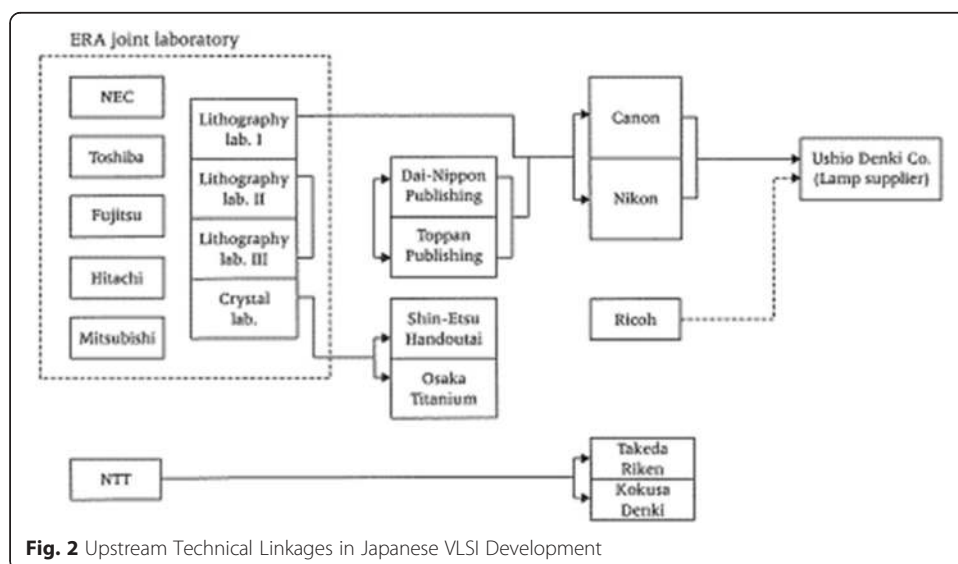 ERA joint laboratory
NEC
Toshiba
Fujitsu
Hitachi
Mitsubishi
Lithography
lab. I
Lithography
lab. II
Lithography
lab. III
Crystal
lab.
Dai-Nippon
Publishing
Toppan
Publishing
Shin-Etsu
Handoutai
Osaka
Titanium
Canon
Nikon
Ricoh
Ushio Denki Co.
(Lamp supplier)
NTT
Takeda
Riken
Kokusa
Denki
Fig. 2 Upstream Technical Linkages in Japanese VLSI Development